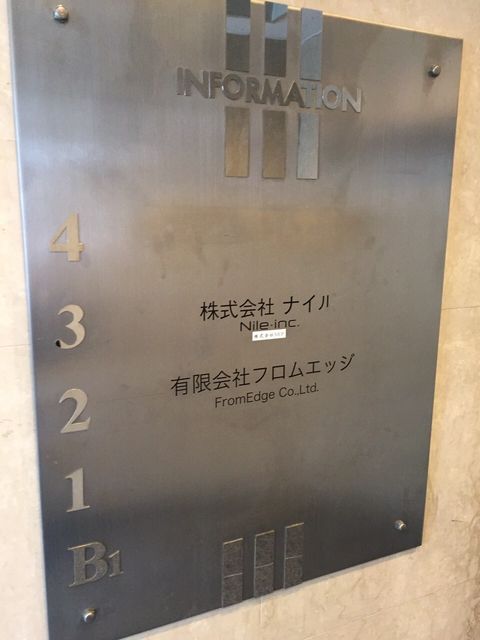 INFORMATION
4
3 株式会社 ナイル
Nile-inc.
2 有限会社フロムエッジ
FromEdge Co.,Ltd.
1
B1